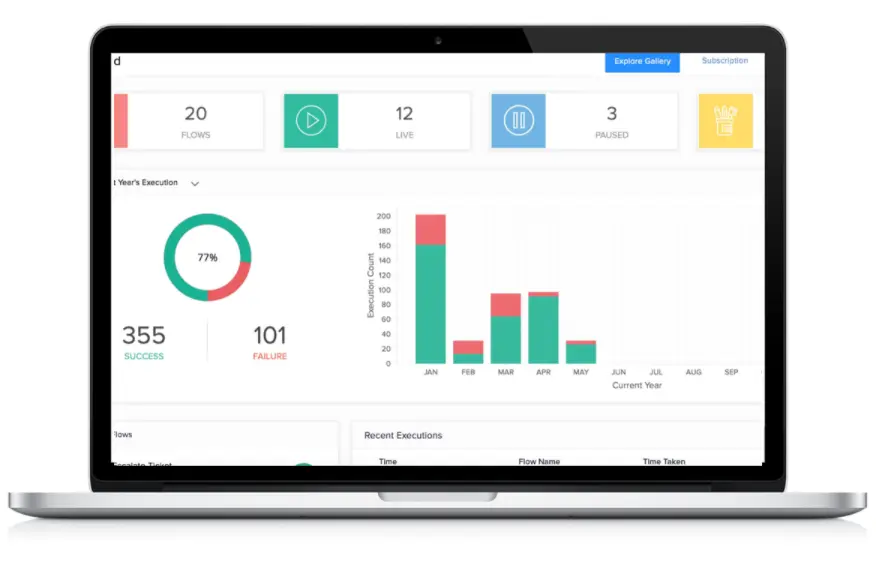 d
Explore Gallery
Subscription
20
FLOWS
12
LIVE
3
PAUSED
t Year's Execution
77%
355
SUCCESS
101
FAILURE
Execution Count
200
180
160
140
120
100
80
60
40
20
0
JAN FEB MAR APR MAY JUN JUL AUG SEP
Current Year
flows
Recent Executions
Escalate Ticket
Time Flow Name Time Taken